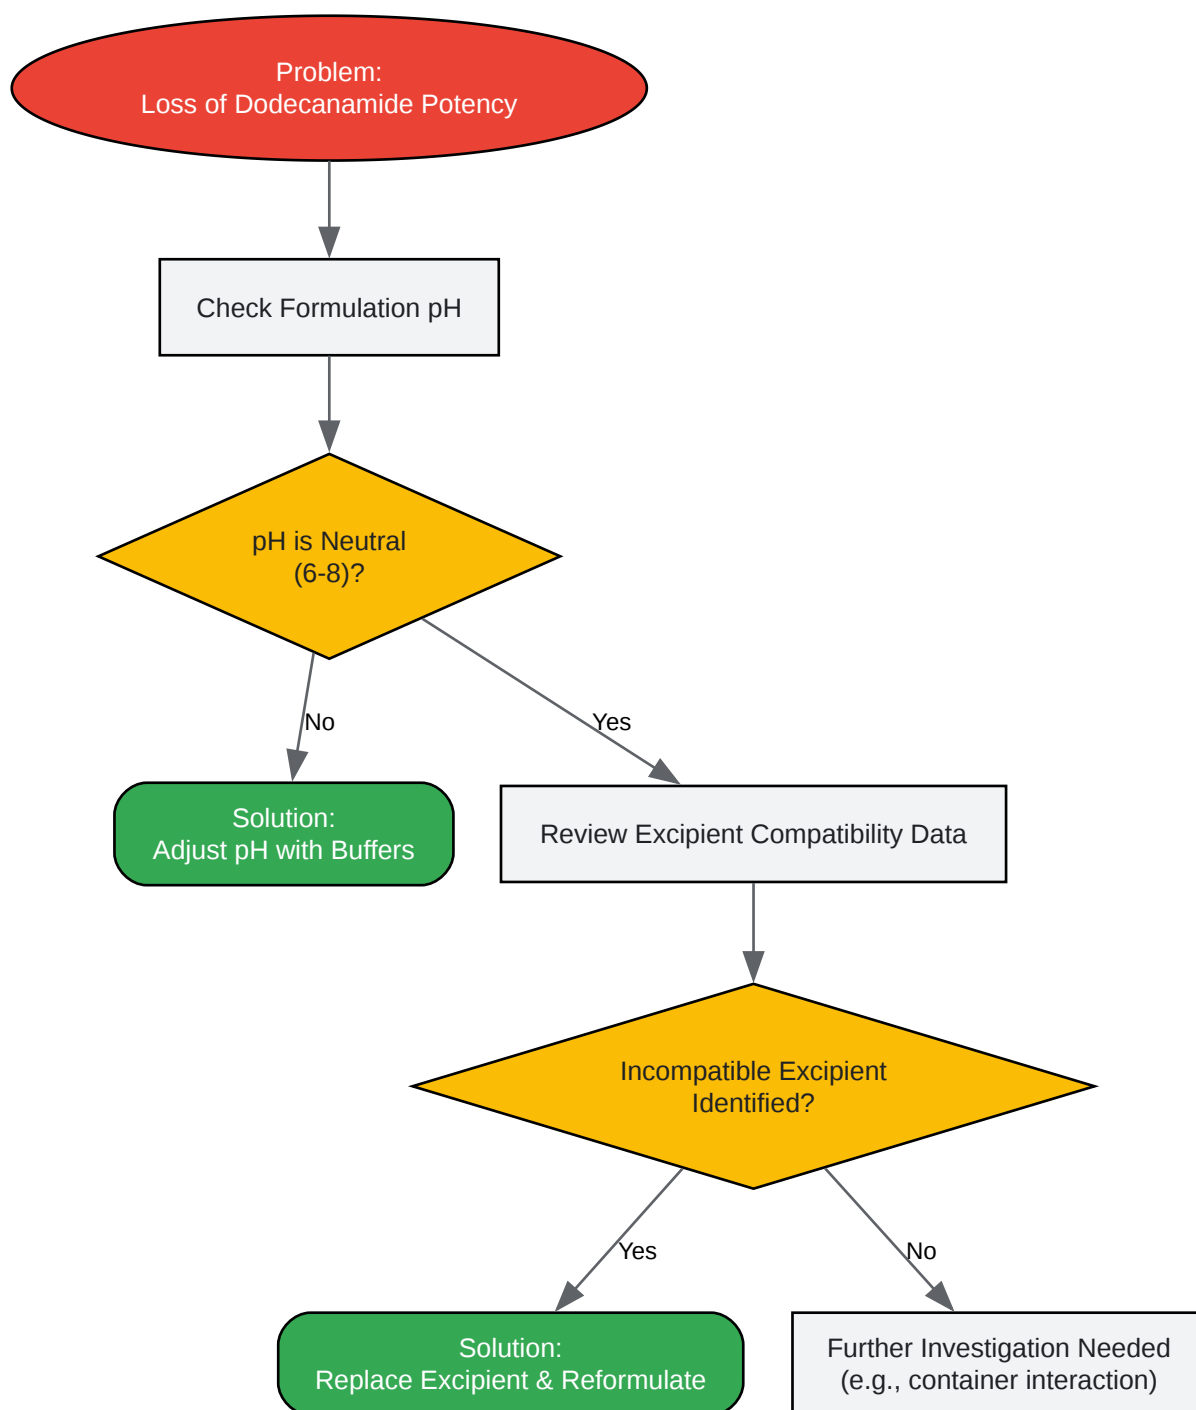 Problem:
Loss of Dodecanamide Potency
Check Formulation pH
pH is Neutral
(6-8)?
No
Yes
Solution:
Adjust pH with Buffers
Review Excipient Compatibility Data
Incompatible Excipient
Identified?
Yes
No
Solution:
Replace Excipient & Reformulate
Further Investigation Needed
(e.g., container interaction)